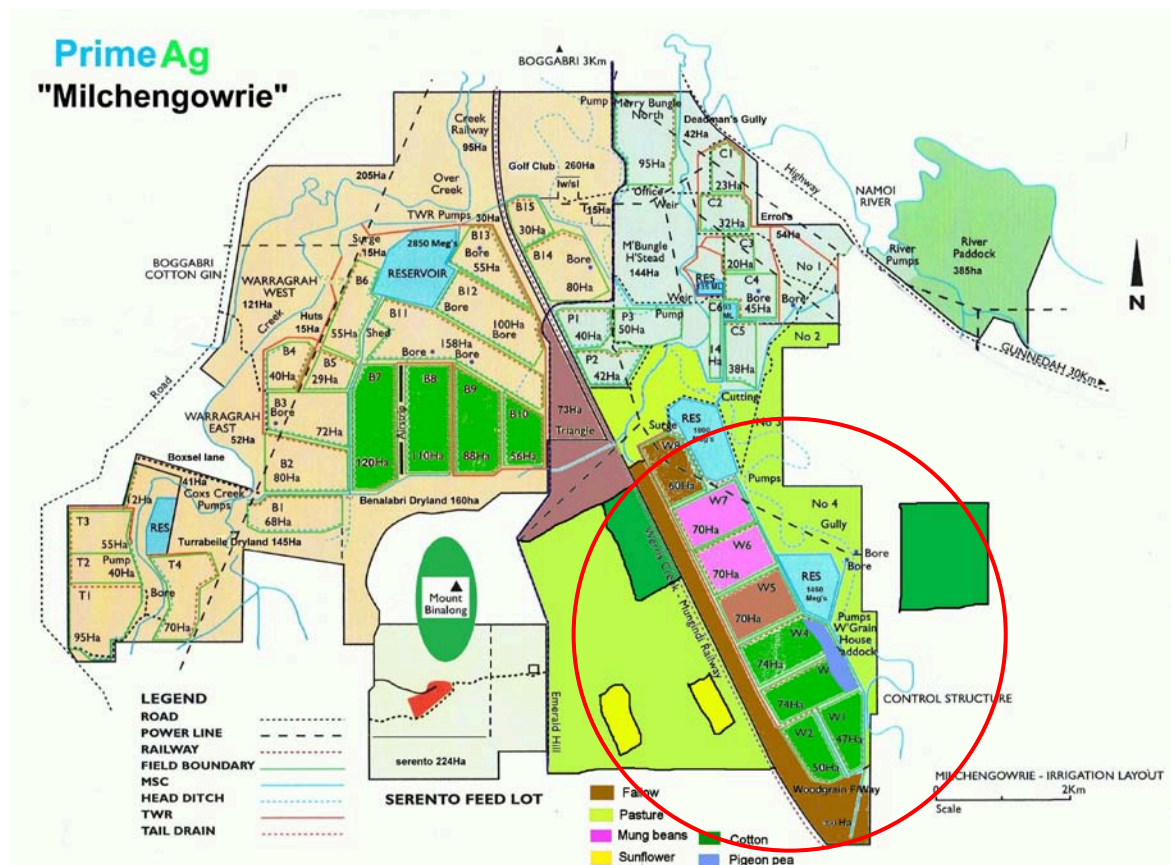 PrimeAg
"Milchengowrie"
BOGGABRI 3Km
Creek Railway
95Ha
Pump
Merry Bungle North
95Ha
Deadman's Gully
42Ha
C1
23Ha
Highway
Golf Club
260Ha
lw/sl
15Ha
Office
Weir
C2
32Ha
Errol's
54Ha
NAMOI RIVER
River Pumps
River Paddock
385ha
N
205Ha
Over Creek
TWR Pumps
30Ha
B15
30Ha
B14
Bore
80Ha
M'Bungle H'Stead
144Ha
C3
20Ha
No 1
BOGGABRI COTTON GIN
Surge
15Ha
2850 Meg's
RESERVOIR
B13
Bore
55Ha
RES
135 ML
C4
Bore
45Ha
Bore
WARRAGRAH WEST
121Ha
Creek
Huts
15Ha
B6
55Ha
Shed
B11
B12
100Ha
Bore
158Ha
Bore
Bore
P1
40Ha
P3
50Ha
Weir
Pump
C6
ML
14 Ha
C5
38Ha
No 2
GUNNEDAH 30Km
Road
B4
40Ha
B5
29Ha
P2
42Ha
B3
Bore
72Ha
B7
120Ha
Airstrip
B8
110Ha
B9
88Ha
B10
56Ha
73Ha
Triangle
Cutting
No 3
WARRAGRAH EAST
52Ha
B2
80Ha
Surge
RES
1000 Meg's
W8
60Ha
Pumps
Boxsel lane
41Ha
Coxs Creek Pumps
12Ha
RES
B1
68Ha
Benalabri Dryland 160ha
Turrabeile Dryland 145Ha
W7
70Ha
No 4
Gully
Bore
Bore
T3
55Ha
T2
Pump
40Ha
T4
T1
95Ha
Bore
70Ha
Mount Binalong
Werris Creek - Mungindi Railway
W6
70Ha
W5
70Ha
RES
1450 Meg's
Pumps
W'Grain House Paddock
W4
74Ha
W
74Ha
CONTROL STRUCTURE
W1
47Ha
W2
50Ha
Woodgrain F/Way
Ha
Emerald Hill
serento 224Ha
SERENTO FEED LOT
MILCHENGOWRIE - IRRIGATION LAYOUT
0
2Km
Scale
LEGEND
ROAD
POWER LINE
RAILWAY
FIELD BOUNDARY
MSC
HEAD DITCH
TWR
TAIL DRAIN
Fallow
Pasture
Mung beans
Sunflower
Cotton
Pigeon pea